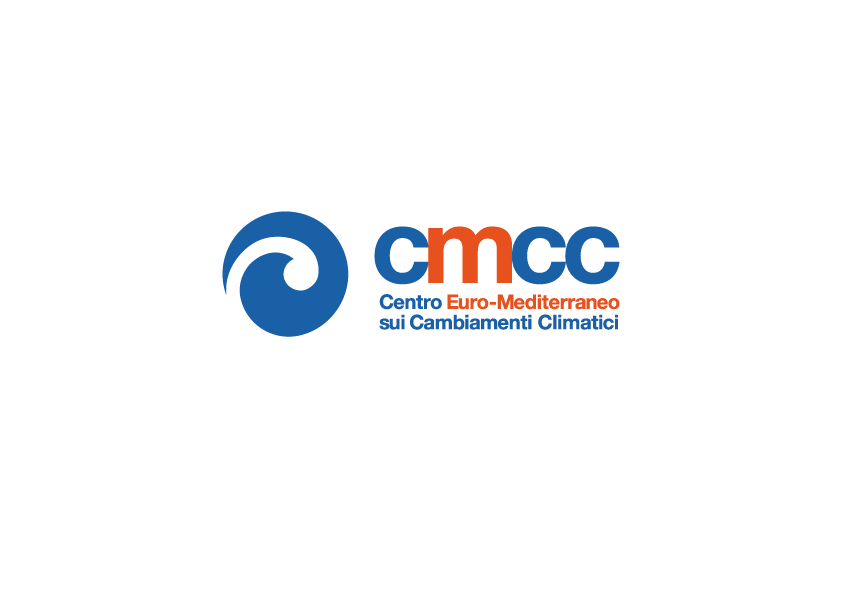 cmcc
Centro Euro-Mediterraneo
sui Cambiamenti Climatici